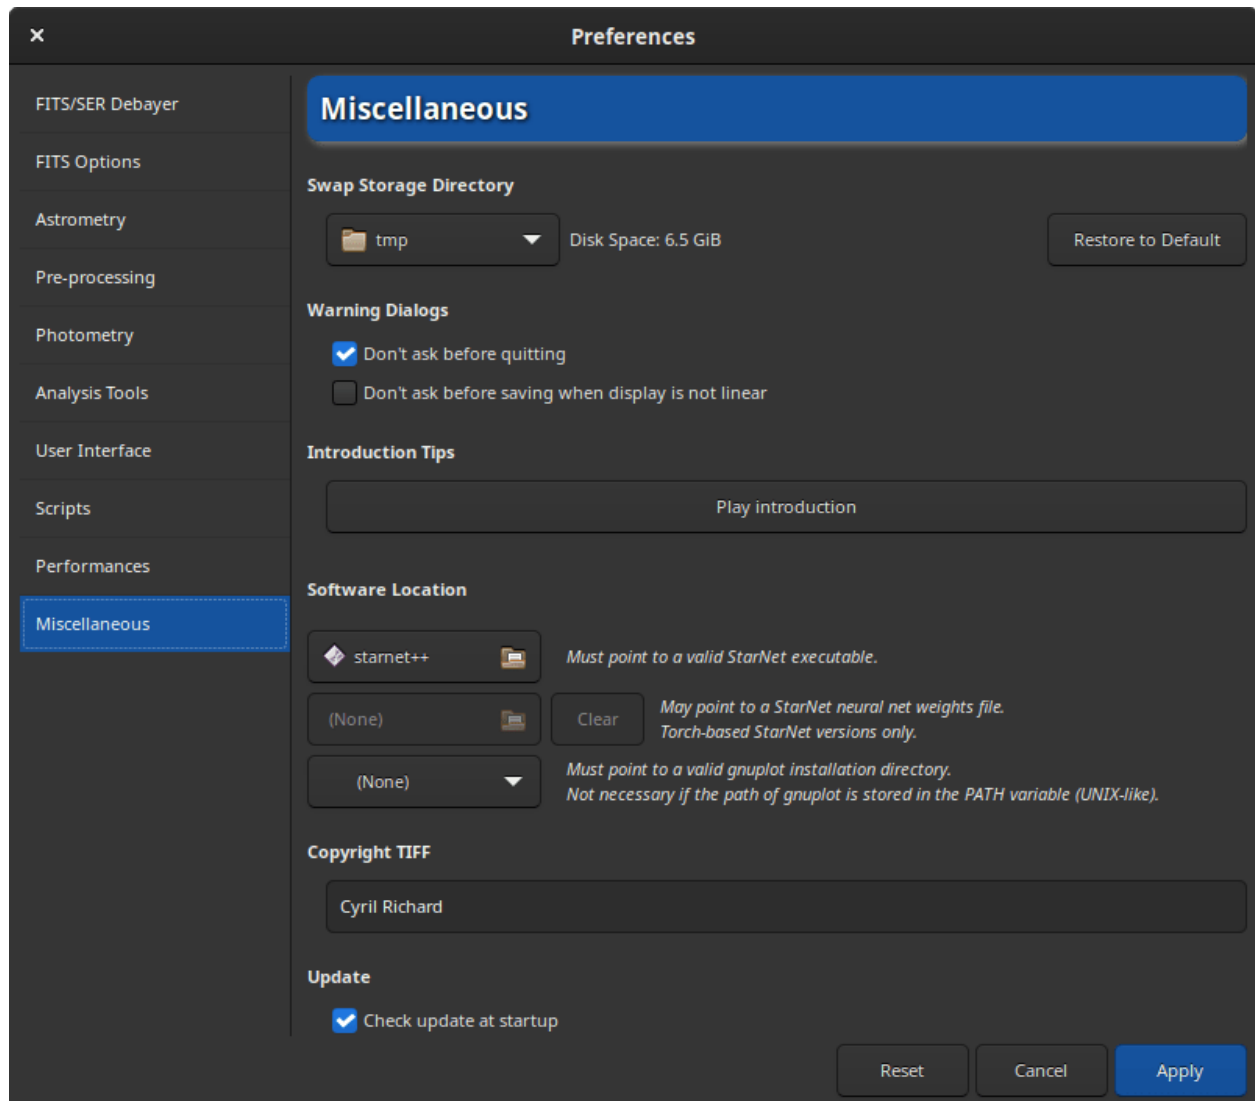 Preferences
FITS/SER Debayer
FITS Options
Astrometry
Pre-processing
Photometry
Analysis Tools
User Interface
Scripts
Performances
Miscellaneous
Miscellaneous
Swap Storage Directory
tmp
Disk Space: 6.5 GiB
Restore to Default
Warning Dialogs
Don't ask before quitting
Don't ask before saving when display is not linear
Introduction Tips
Play introduction
Software Location
starnet++
Must point to a valid StarNet executable.
(None)
Clear
May point to a StarNet neural net weights file.
Torch-based StarNet versions only.
(None)
Must point to a valid gnuplot installation directory.
Not necessary if the path of gnuplot is stored in the PATH variable (UNIX-like).
Copyright TIFF
Cyril Richard
Update
Check update at startup
Reset
Cancel
Apply